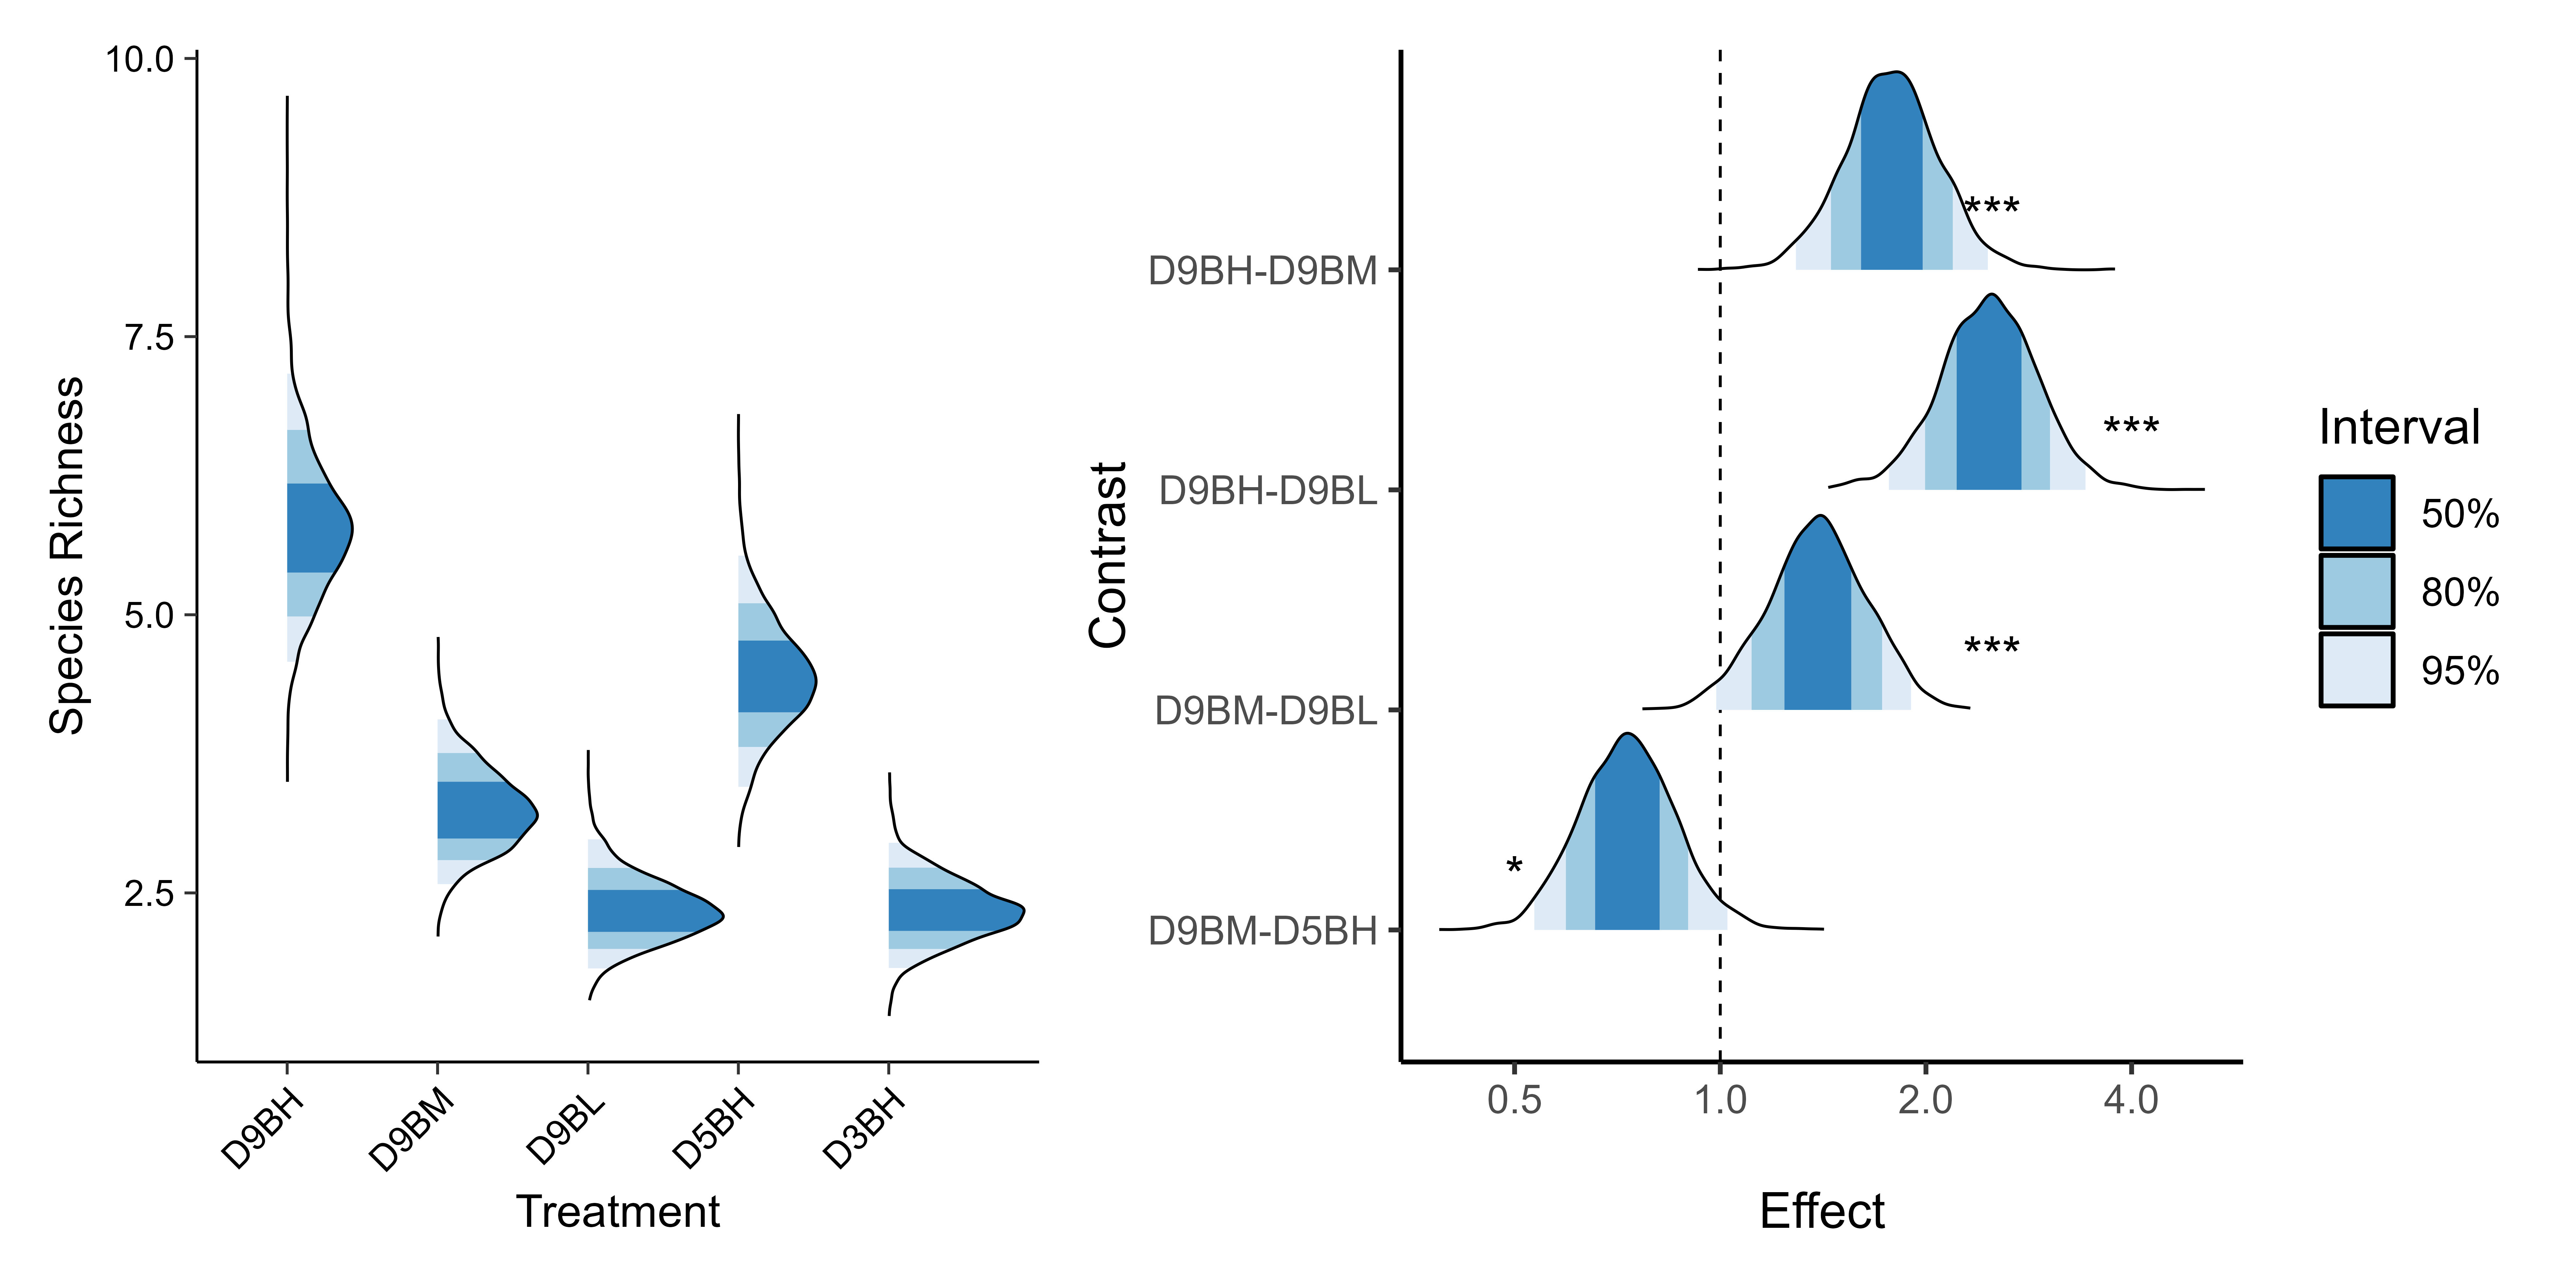 Species Richness
10.0
7.5
5.0
2.5
D9BH
D9BM
D9BL
D5BH
D3BH
Treatment
Contrast
D9BH-D9BM
D9BH-D9BL
D9BM-D9BL
D9BM-D5BH
***
***
***
*
0.5
1.0
2.0
4.0
Effect
Interval
50%
80%
95%